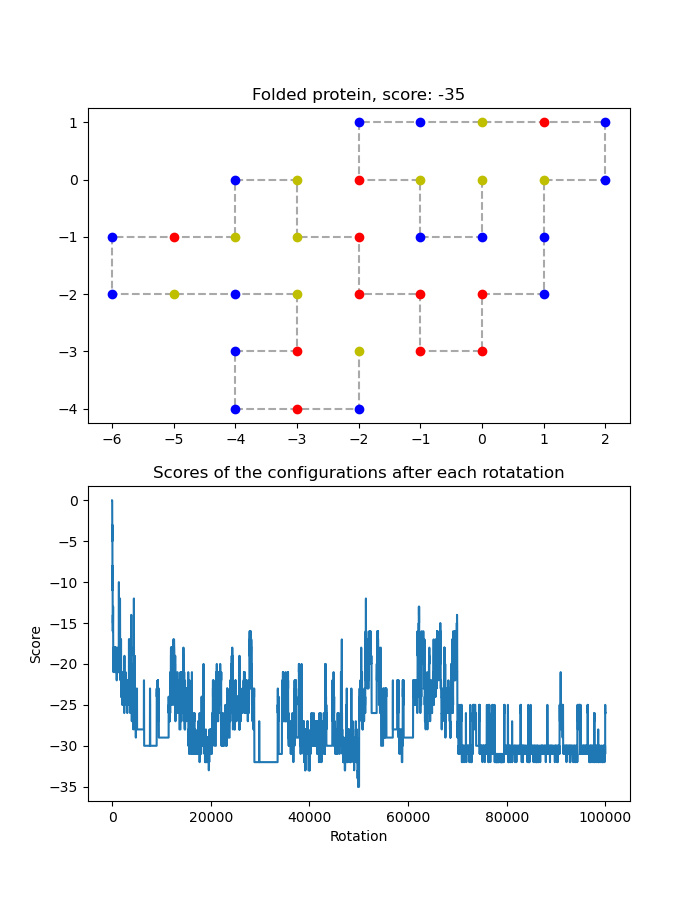 Folded protein, score: -35
1
0
−1
−2
−3
−4
−6 −5 −4 −3 −2 −1 0 1 2
Scores of the configurations after each rotatation
0
−5
−10
−15
−20
−25
−30
−35
Score
0 20000 40000 60000 80000 100000
Rotation